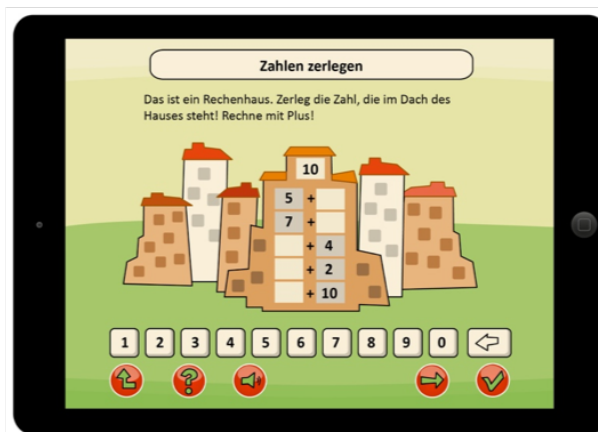 Zahlen zerlegen
Das ist ein Rechenhaus. Zerleg die Zahl, die im Dach des
Hauses steht! Rechne mit Plus!
10
5 +
7 +
+ 4
+ 2
+ 10
1 2 3 4 5 6 7 8 9 0
?